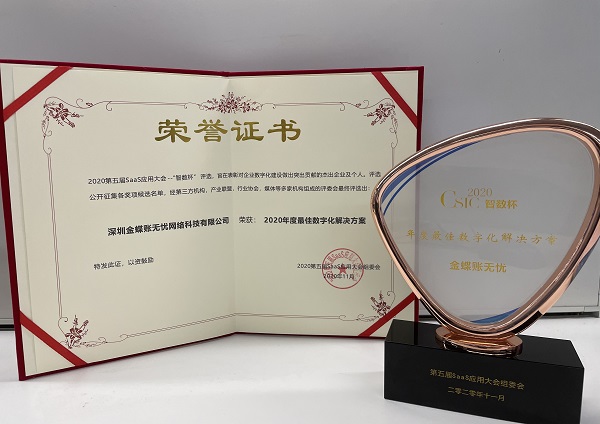 荣誉证书
2020第五届SaaS应用大会—"智数杯"评选，旨在表彰对企业数字化建设做出突出贡献的杰出企业及个人。评选
公开征集各奖项候选名单，经第三方机构、产业联盟、行业协会、媒体等多家机构组成的评委会最终评选出：
深圳金蝶账无忧网络科技有限公司 荣获： 2020年度最佳数字化解决方案
特发此证，以资鼓励
2020第五届SaaS应用大会组委会
2020年11月
2020
CSIC 智数杯
年度最佳数字化解决方案
金蝶账无忧
第五届SaaS应用大会组委会
二零二零年十一月